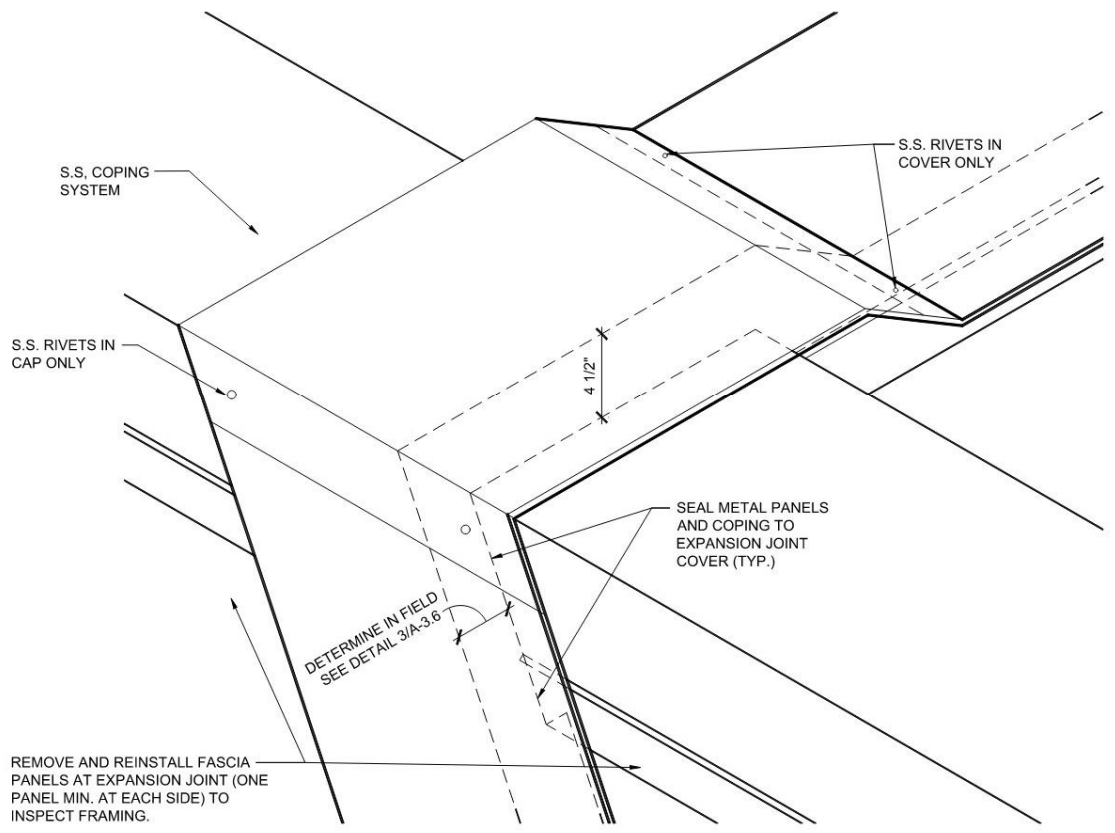 S.S. RIVETS IN
COVER ONLY
S.S, COPING
SYSTEM
S.S. RIVETS IN
CAP ONLY
4 1/2"
SEAL METAL PANELS
AND COPING TO
EXPANSION JOINT
COVER (TYP.)
DETERMINE IN FIELD
SEE DETAIL 3/A-3.6
REMOVE AND REINSTALL FASCIA
PANELS AT EXPANSION JOINT (ONE
PANEL MIN. AT EACH SIDE) TO
INSPECT FRAMING.